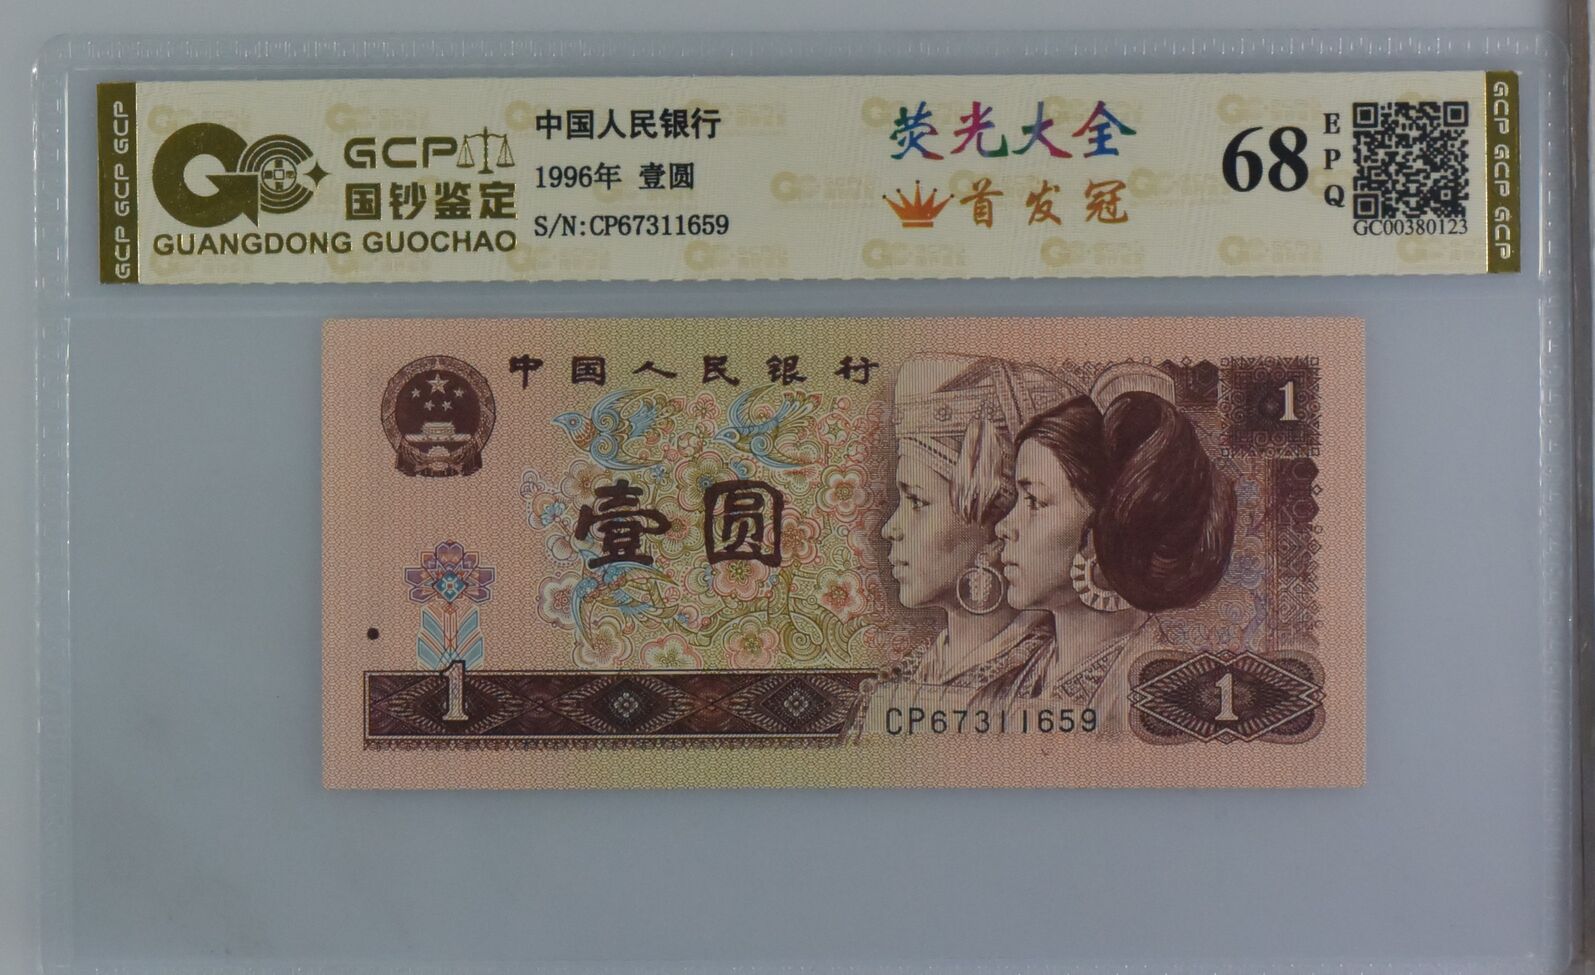 GCP GCP GCP
GCP
国钞鉴定
GUANGDONG GUOCHAO
中国人民银行
1996年 壹圆
S/N:CP67311659
荧光大全
首发冠
68
EPQ
GC00380123
GCP GCP GCP
中国人民银行
1
壹圆
1
CP67311659
1